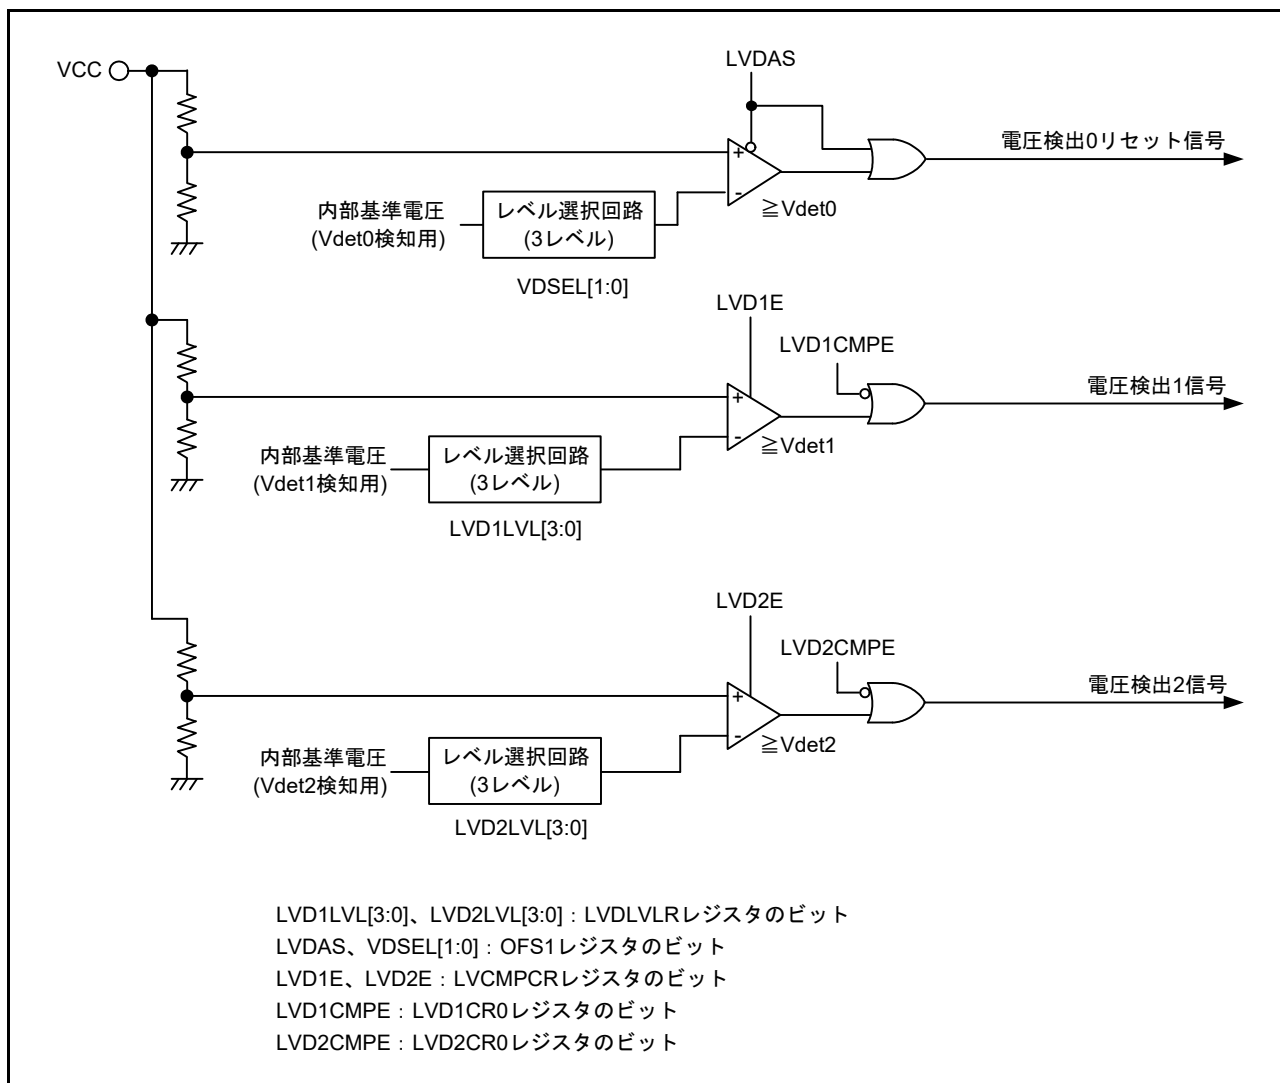 VCC
LVDAS
+
-
≧Vdet0
電圧検出0リセット信号
内部基準電圧
(Vdet0検知用)
レベル選択回路
(3レベル)
VDSEL[1:0]
LVD1E
LVD1CMPE
+
-
≧Vdet1
電圧検出1信号
内部基準電圧
(Vdet1検知用)
レベル選択回路
(3レベル)
LVD1LVL[3:0]
LVD2E
LVD2CMPE
+
-
≧Vdet2
電圧検出2信号
内部基準電圧
(Vdet2検知用)
レベル選択回路
(3レベル)
LVD2LVL[3:0]
LVD1LVL[3:0]、LVD2LVL[3:0]：LVDLVLRレジスタのビット
LVDAS、VDSEL[1:0]：OFS1レジスタのビット
LVD1E、LVD2E：LVCMPCRレジスタのビット
LVD1CMPE：LVD1CR0レジスタのビット
LVD2CMPE：LVD2CR0レジスタのビット